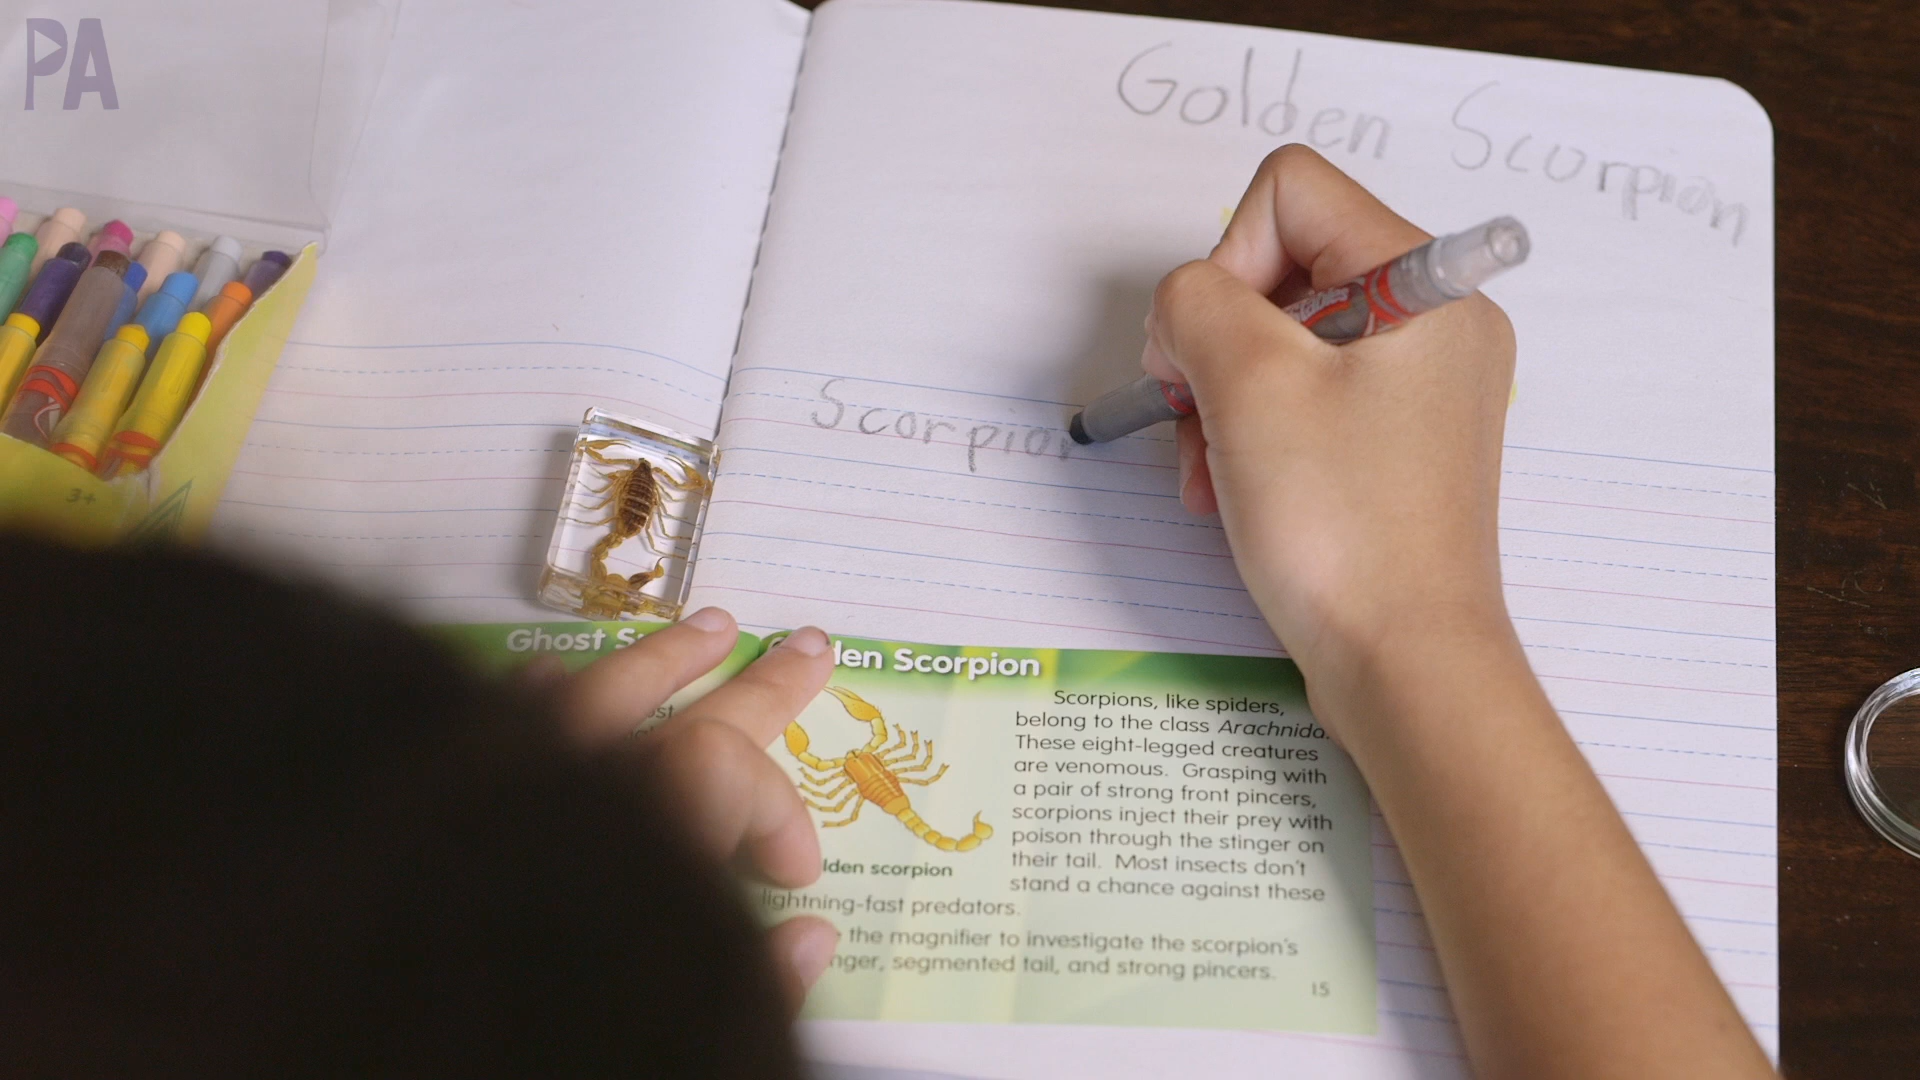 PA
Golden Scorpion
Scorpion
3+
Ghost
den Scorpion
Scorpions, like spiders,
belong to the class Arachnida.
These eight-legged creatures
are venomous. Grasping with
a pair of strong front pincers,
scorpions inject their prey with
poison through the stinger on
their tail. Most insects don't
stand a chance against these
lightning-fast predators.
lden scorpion
the magnifier to investigate the scorpion's
nger, segmented tail, and strong pincers.
15